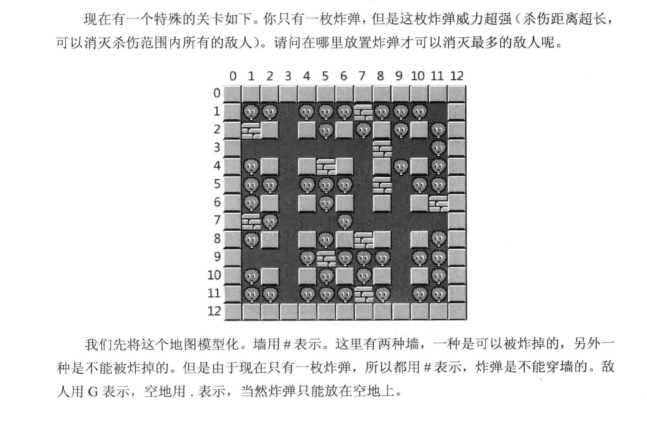 现在有一个特殊的关卡如下。你只有一枚炸弹，但是这枚炸弹威力超强（杀伤距离超长，
可以消灭杀伤范围内所有的敌人）。请问在哪里放置炸弹才可以消灭最多的敌人呢。
0 1 2 3 4 5 6 7 8 9 10 11 12
0
1
2
3
4
5
6
7
8
9
10
11
12
我们先将这个地图模型化。墙用 # 表示。这里有两种墙，一种是可以被炸掉的，另外一
种是不能被炸掉的。但是由于现在只有一枚炸弹，所以都用 # 表示，炸弹是不能穿墙的。敌
人用 G 表示，空地用 . 表示，当然炸弹只能放在空地上。